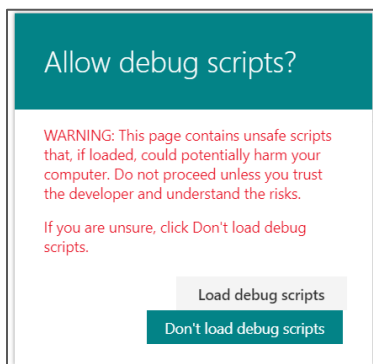 Allow debug scripts?
WARNING: This page contains unsafe scripts
that, if loaded, could potentially harm your
computer. Do not proceed unless you trust
the developer and understand the risks.
If you are unsure, click Don't load debug
scripts.
Load debug scripts
Don't load debug scripts